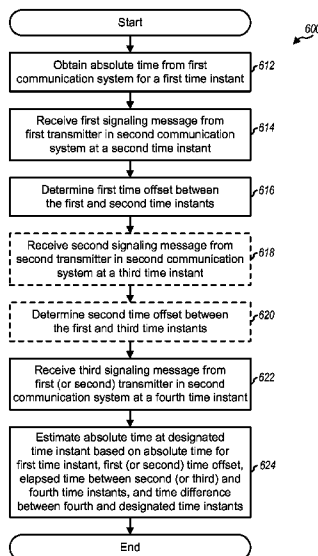 Start
600
Obtain absolute time from first
communication system for a first time instant
612
Receive first signaling message from
first transmitter in second communication
system at a second time instant
614
Determine first time offset between
the first and second time instants
616
Receive second signaling message from
second transmitter in second communication
system at a third time instant
618
Determine second time offset between
the first and third time instants
620
Receive third signaling message from
first (or second) transmitter in second
communication system at a fourth time instant
622
Estimate absolute time at designated
time instant based on absolute time for
first time instant, first (or second) time offset,
elapsed time between second (or third) and
fourth time instants, and time difference
between fourth and designated time instants
624
End